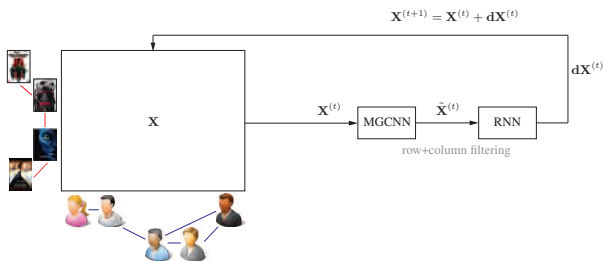 X^(t+1) = X^(t) + dX^(t)
dX^(t)
X
X^(t)
MGCNN
X̃^(t)
RNN
row+column filtering